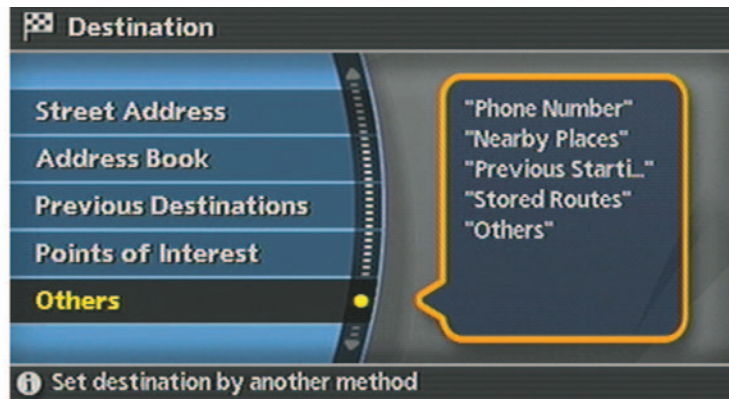 Destination
Street Address
Address Book
Previous Destinations
Points of Interest
Others
"Phone Number"
"Nearby Places"
"Previous Starti..."
"Stored Routes"
"Others"
Set destination by another method